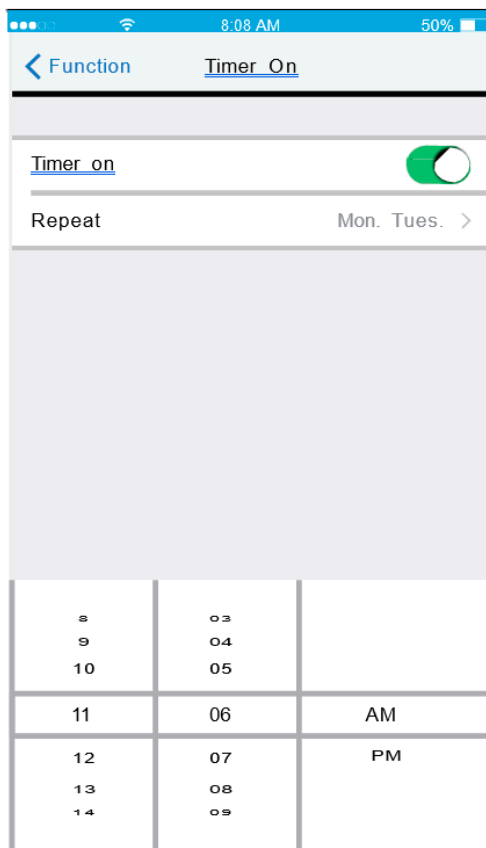 8:08 AM 50%
Function Timer On
Timer on
Repeat Mon. Tues.
8 03
9 04
10 05
11 06 AM
12 07 PM
13 08
14 09